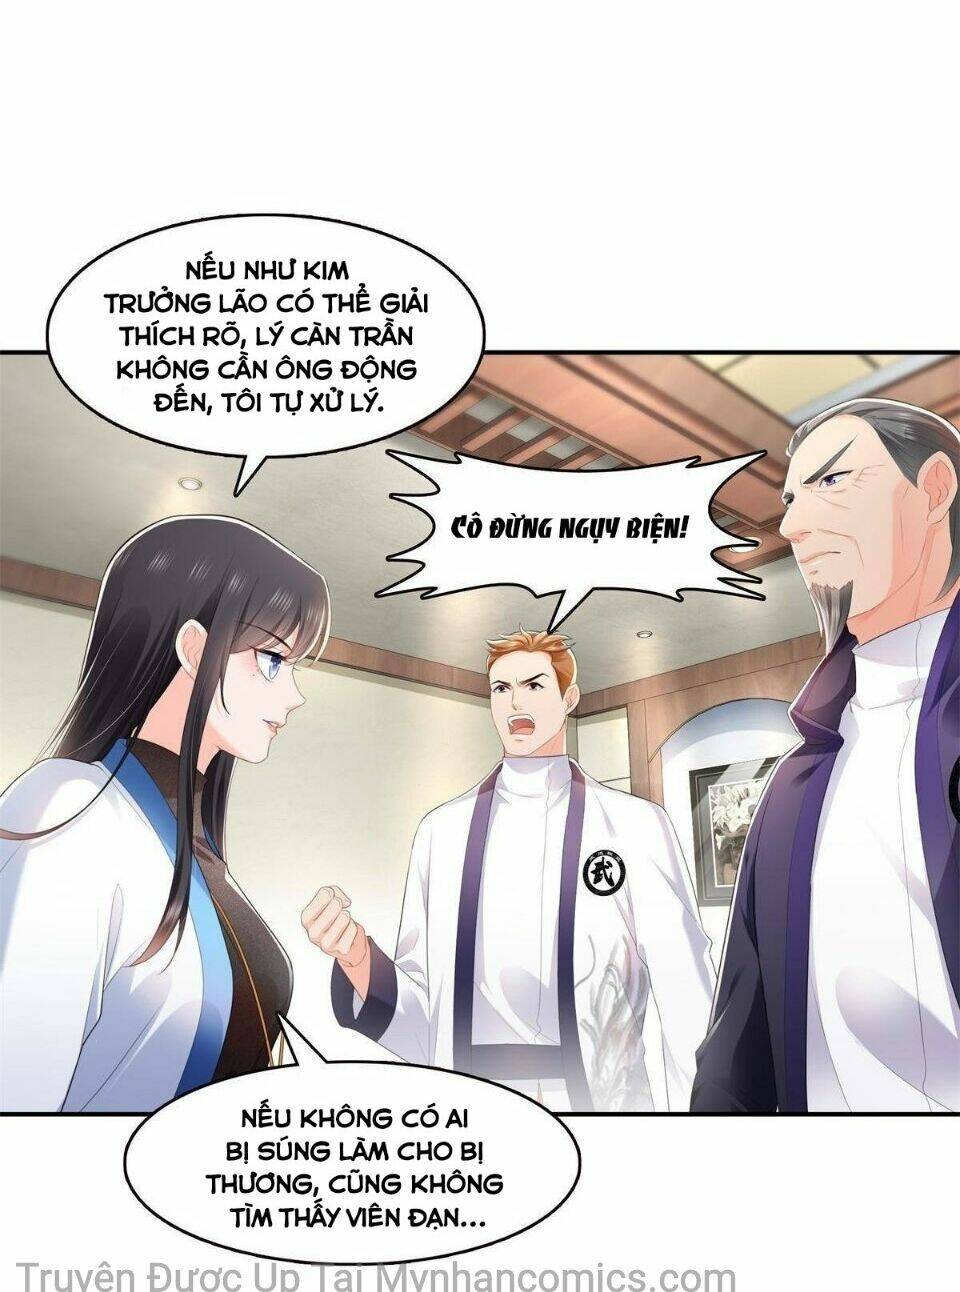 NẾU NHƯ KIM
TRƯỞNG LÃO CÓ THỂ GIẢI
THÍCH RÕ, LÝ CÀN TRẦN
KHÔNG CẦN ÔNG ĐỘNG
ĐẾN, TÔI TỰ XỬ LÝ.
CÔ ĐỪNG NGỤY BIỆN!
武
NẾU KHÔNG CÓ AI
BỊ SÚNG LÀM CHO BỊ
THƯƠNG, CŨNG KHÔNG
TÌM THẤY VIÊN ĐẠN...
Truyện Được Up Tại Mynhancomics.com